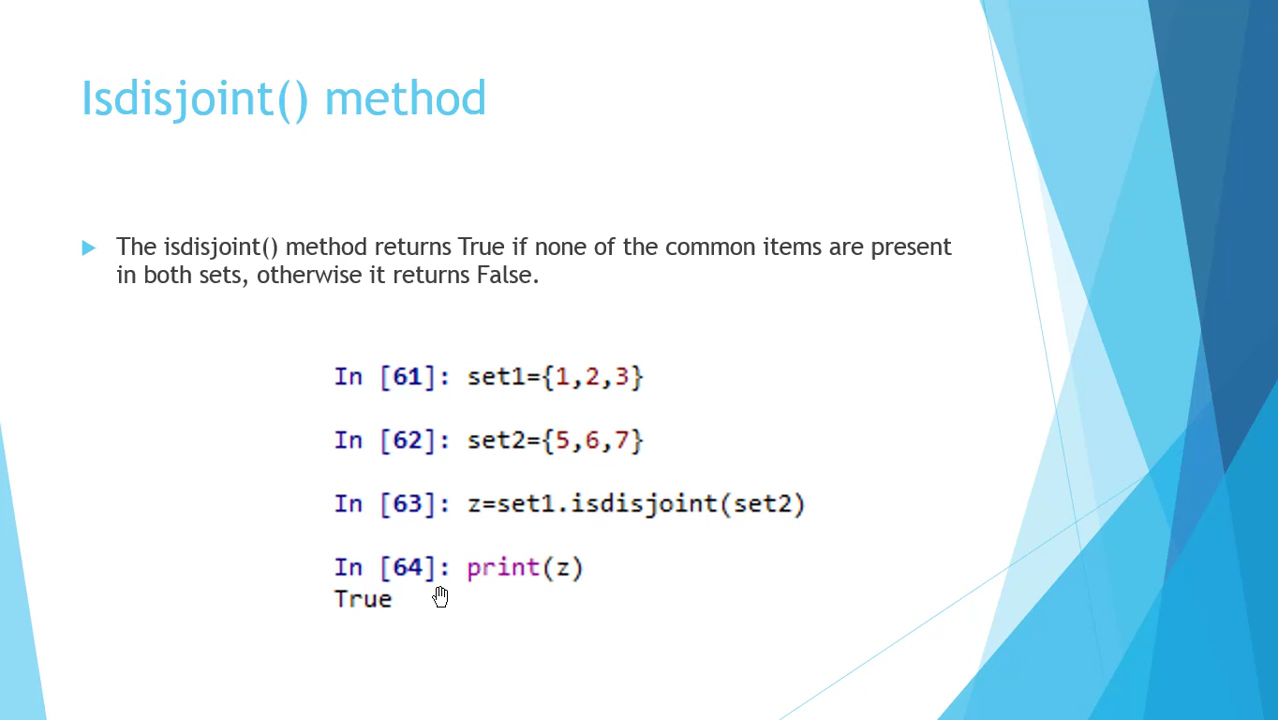 Isdisjoint() method
The isdisjoint() method returns True if none of the common items are present
in both sets, otherwise it returns False.
In [61]: set1={1,2,3}
In [62]: set2={5,6,7}
In [63]: z=set1.isdisjoint(set2)
In [64]: print(z)
True